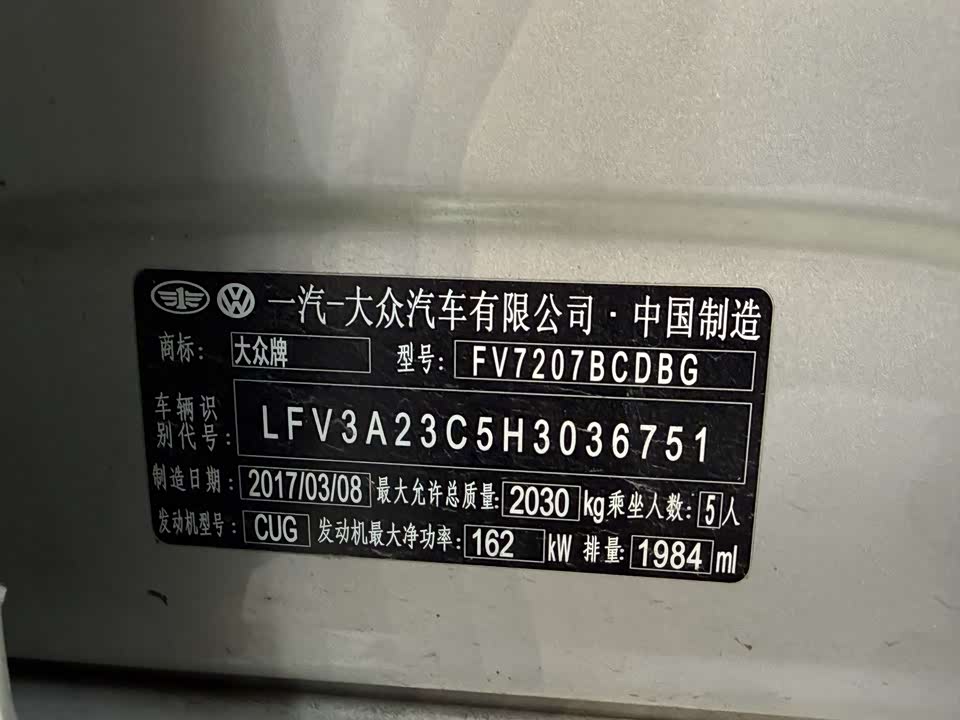 一汽-大众汽车有限公司·中国制造
商标: 大众牌 型号: FV7207BCDBG
车辆识
别代号: LFV3A23C5H3036751
制造日期: 2017/03/08 最大允许总质量: 2030 kg 乘坐人数: 5 人
发动机型号: CUG 发动机最大净功率: 162 kW 排量: 1984 ml